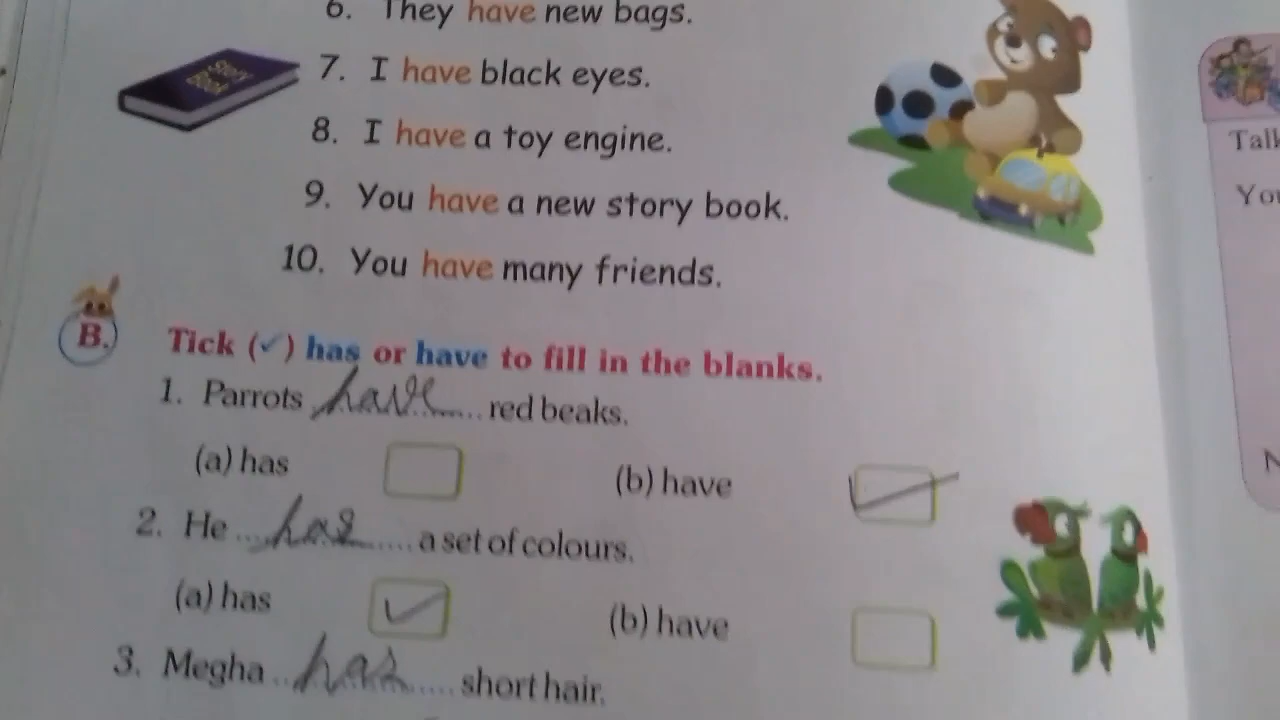 6. They have new bags.
7. I have black eyes.
8. I have a toy engine.
9. You have a new story book.
10. You have many friends.
Story
Book
B. Tick (✓) has or have to fill in the blanks.
1. Parrots have red beaks.
(a) has (b) have ✓
2. He has a set of colours.
(a) has ✓ (b) have
3. Megha has short hair.